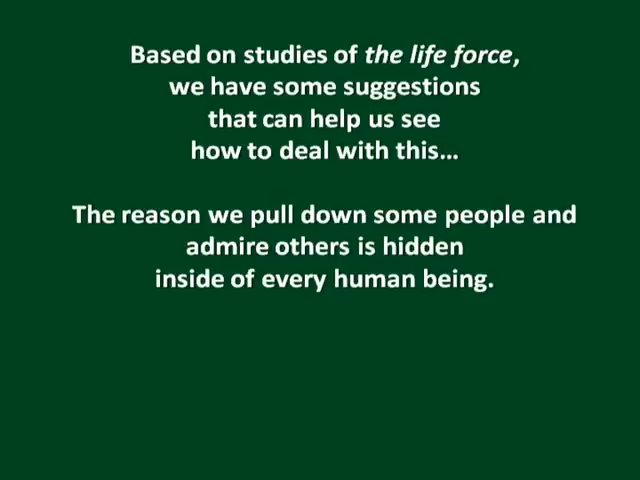 Based on studies of the life force,
we have some suggestions
that can help us see
how to deal with this…
The reason we pull down some people and
admire others is hidden
inside of every human being.